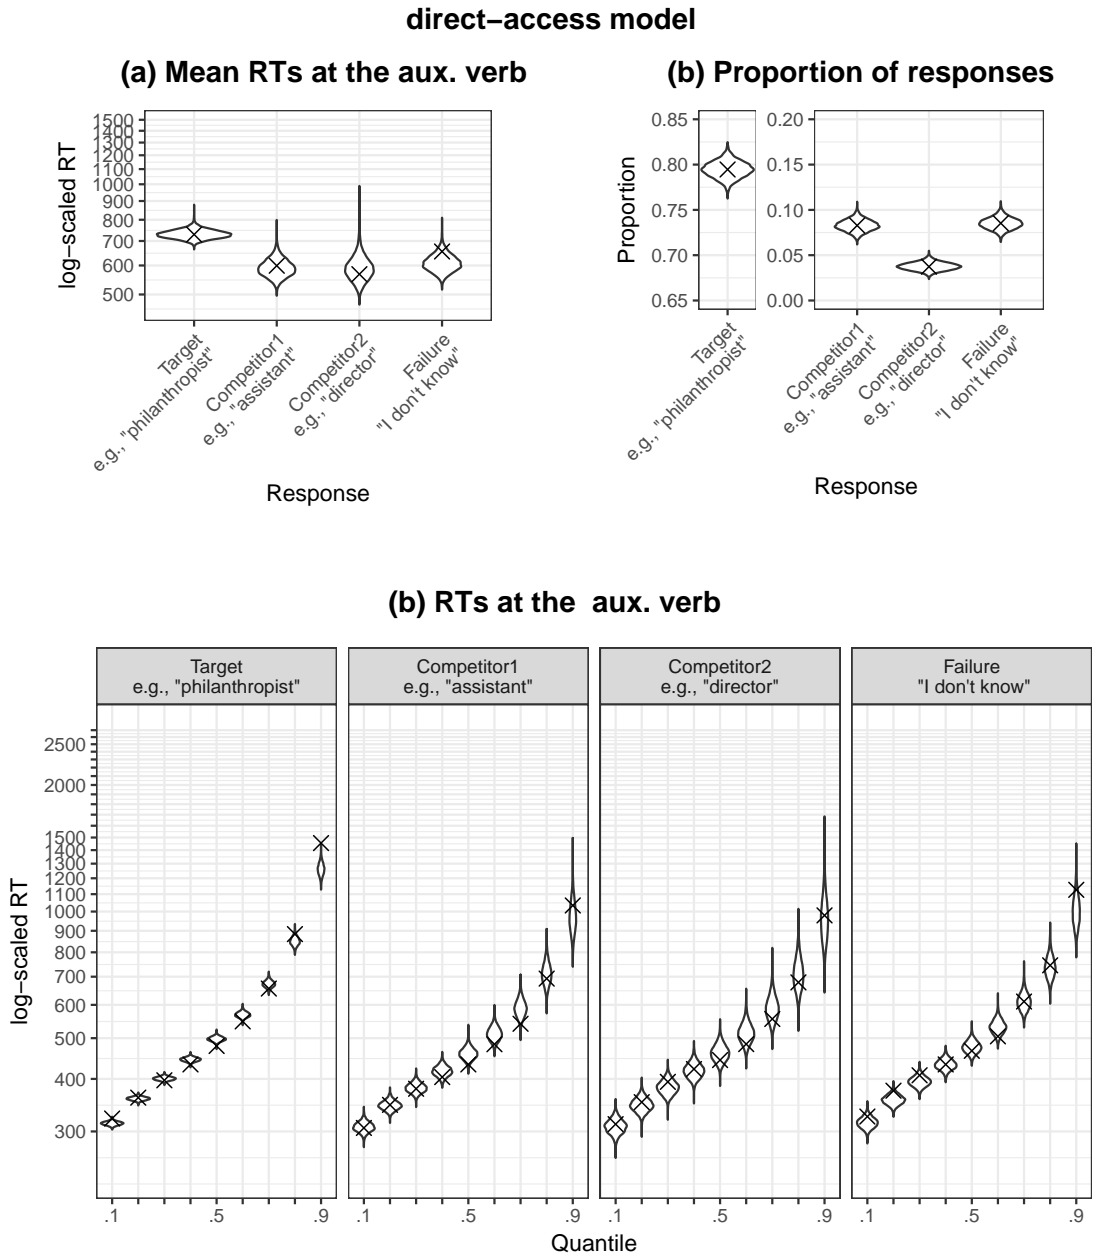 direct−access model
(a) Mean RTs at the aux. verb
log−scaled RT
1500
1400
1300
1200
1100
1000
900
800
700
600
500
Target
e.g., "philanthropist"
Competitor1
e.g., "assistant"
Competitor2
e.g., "director"
Failure
"I don't know"
Response
(b) Proportion of responses
Proportion
0.85
0.80
0.75
0.70
0.65
0.20
0.15
0.10
0.05
0.00
Target
e.g., "philanthropist"
Competitor1
e.g., "assistant"
Competitor2
e.g., "director"
Failure
"I don't know"
Response
(b) RTs at the  aux. verb
Target
e.g., "philanthropist"
Competitor1
e.g., "assistant"
Competitor2
e.g., "director"
Failure
"I don't know"
log−scaled RT
2500
2000
1500
1300
1200
1100
1000
900
800
700
600
500
400
300
.1 .5 .9
.1 .5 .9
.1 .5 .9
.1 .5 .9
Quantile